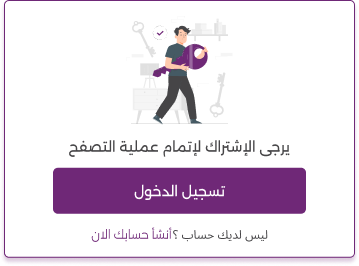 يرجى الإشتراك لإتمام عملية التصفح
تسجيل الدخول
ليس لديك حساب ؟أنشأ حسابك الان